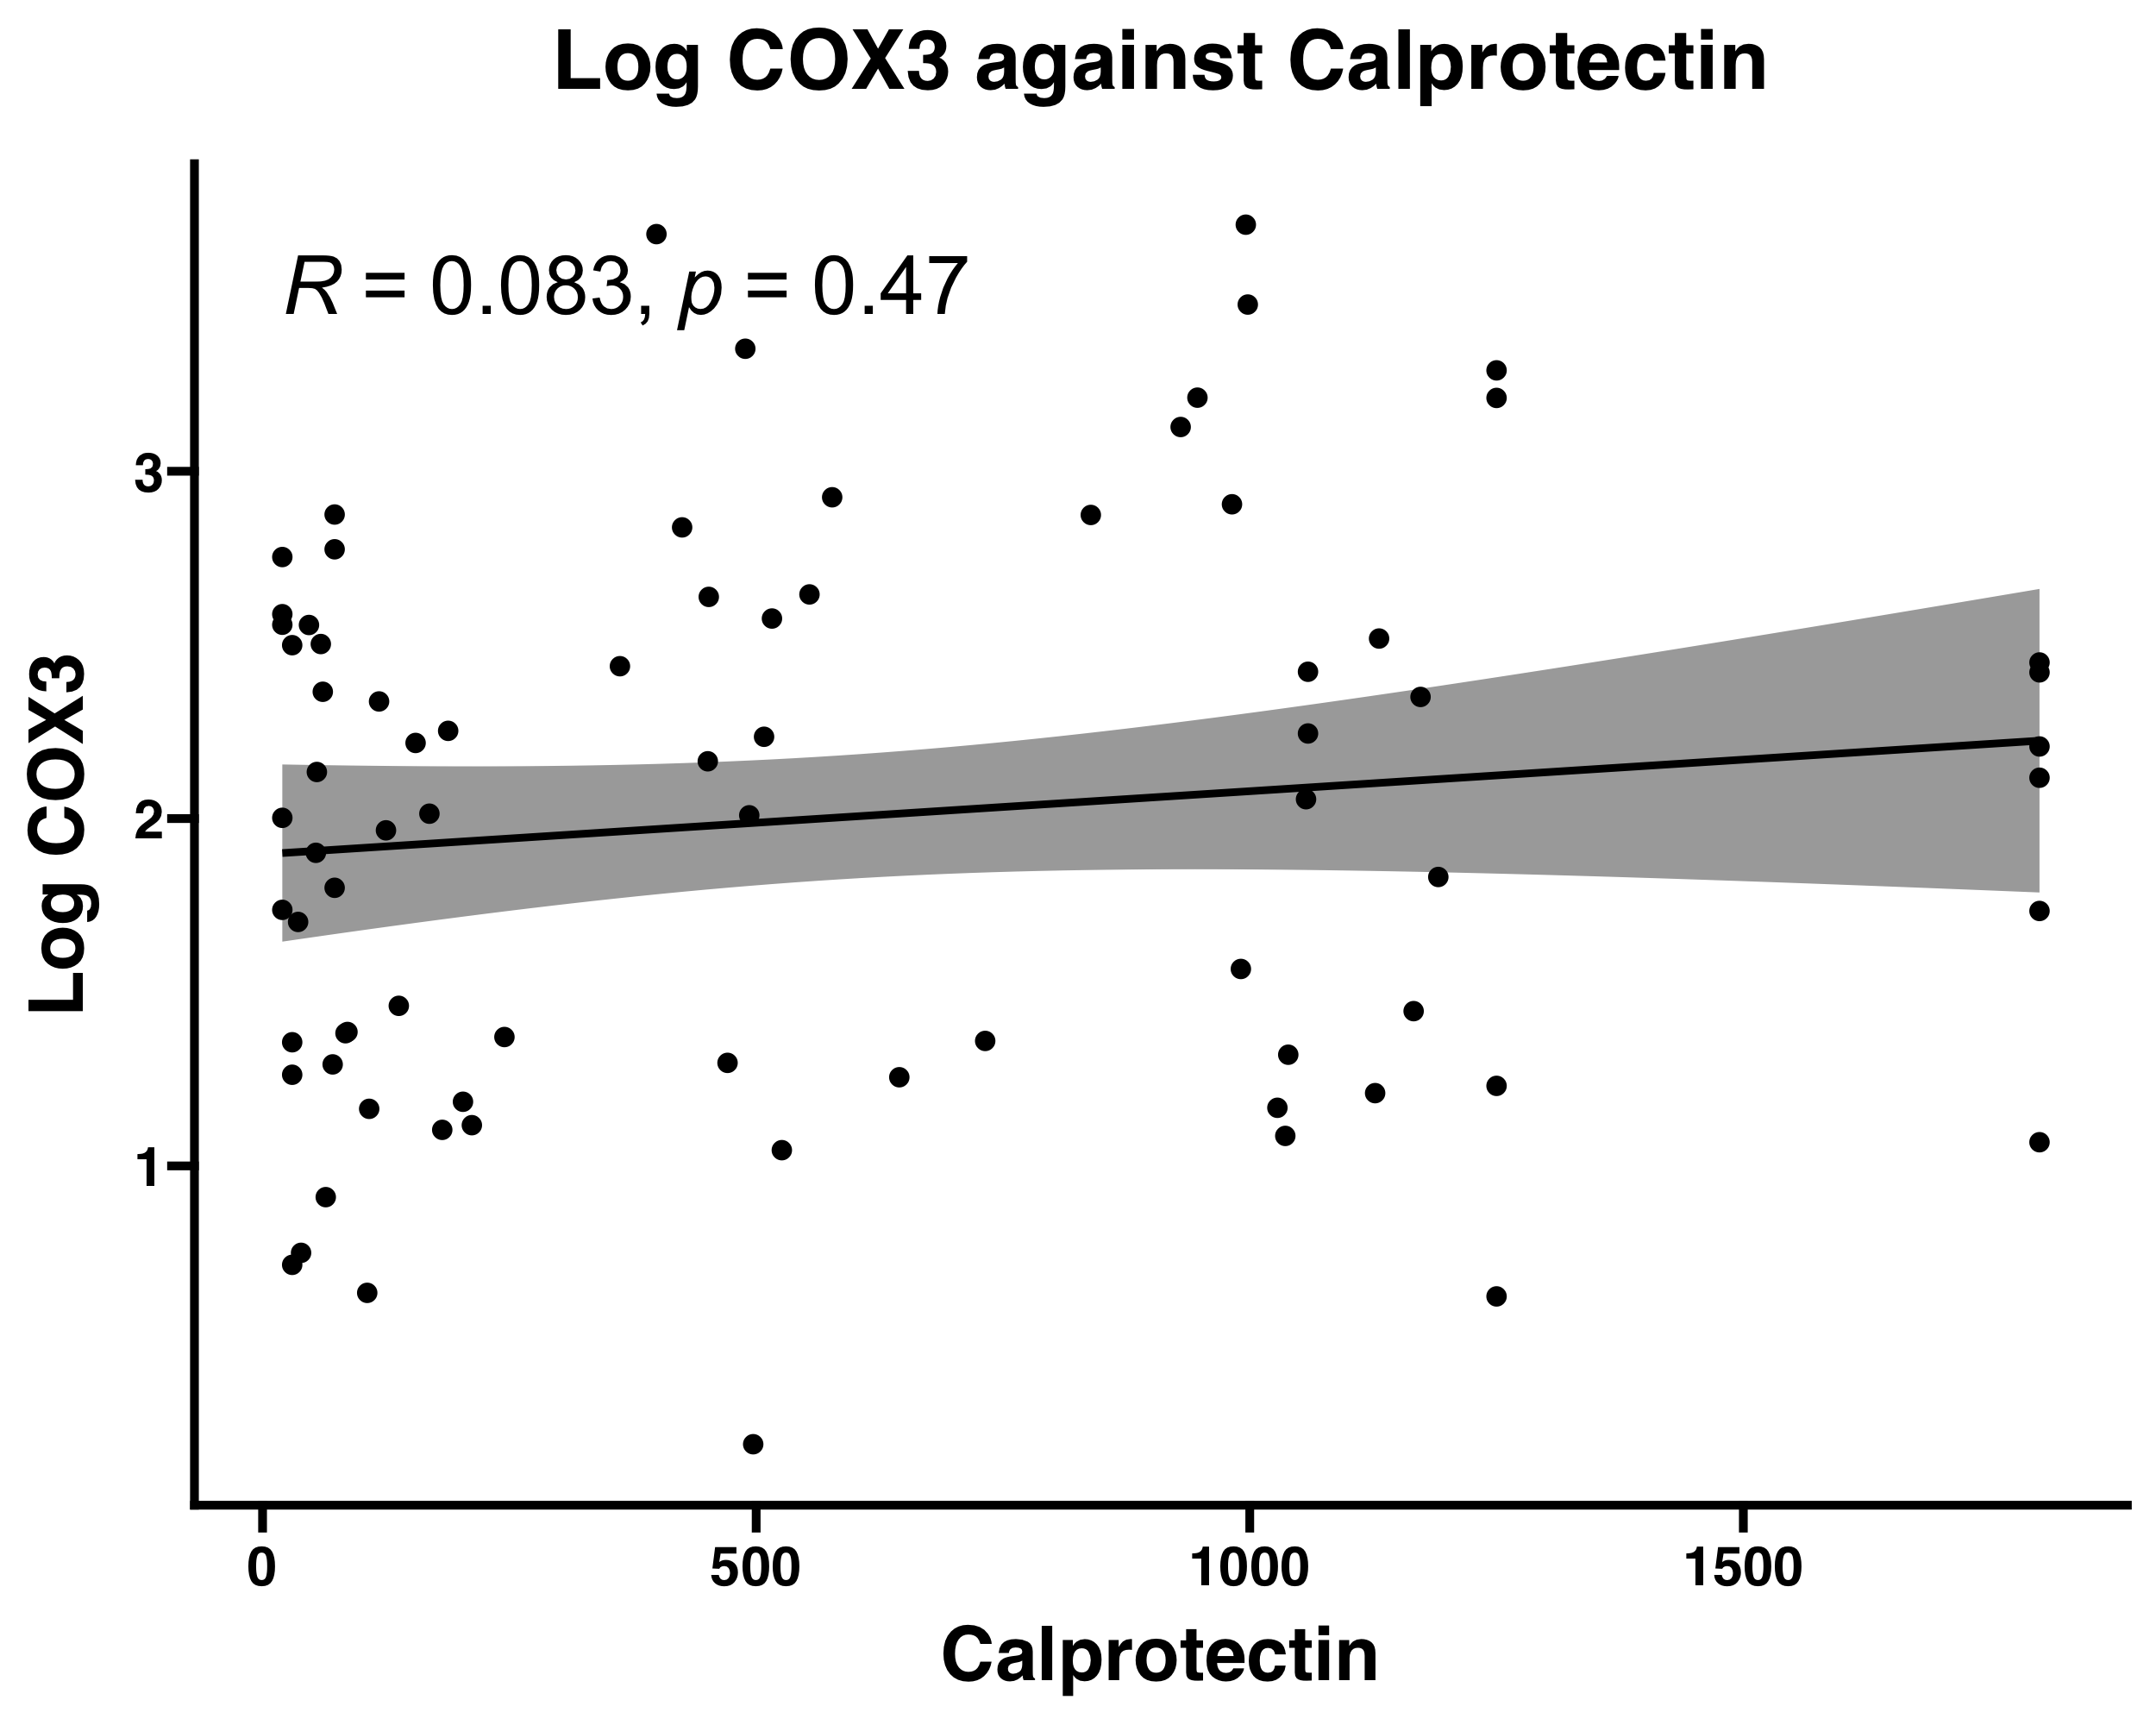 Log COX3 against Calprotectin
R = 0.083, p = 0.47
Log COX3
3
2
1
0 500 1000 1500
Calprotectin